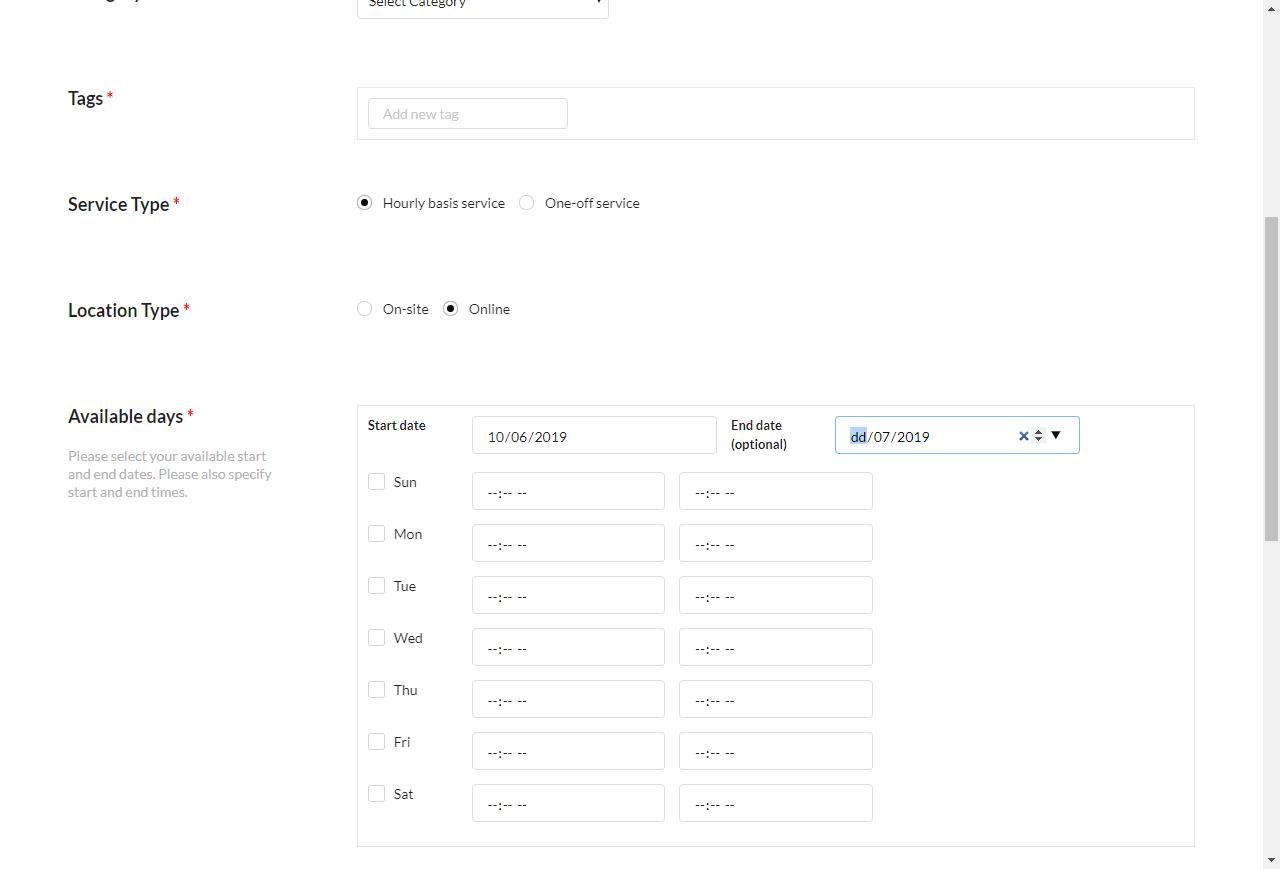 Select Category
Tags *
Add new tag
Service Type *
Hourly basis service One-off service
Location Type *
On-site Online
Available days *
Please select your available start
and end dates. Please also specify
start and end times.
Start date
10/06/2019
End date
(optional)
dd/07/2019
Sun --:-- -- --:-- --
Mon --:-- -- --:-- --
Tue --:-- -- --:-- --
Wed --:-- -- --:-- --
Thu --:-- -- --:-- --
Fri --:-- -- --:-- --
Sat --:-- -- --:-- --